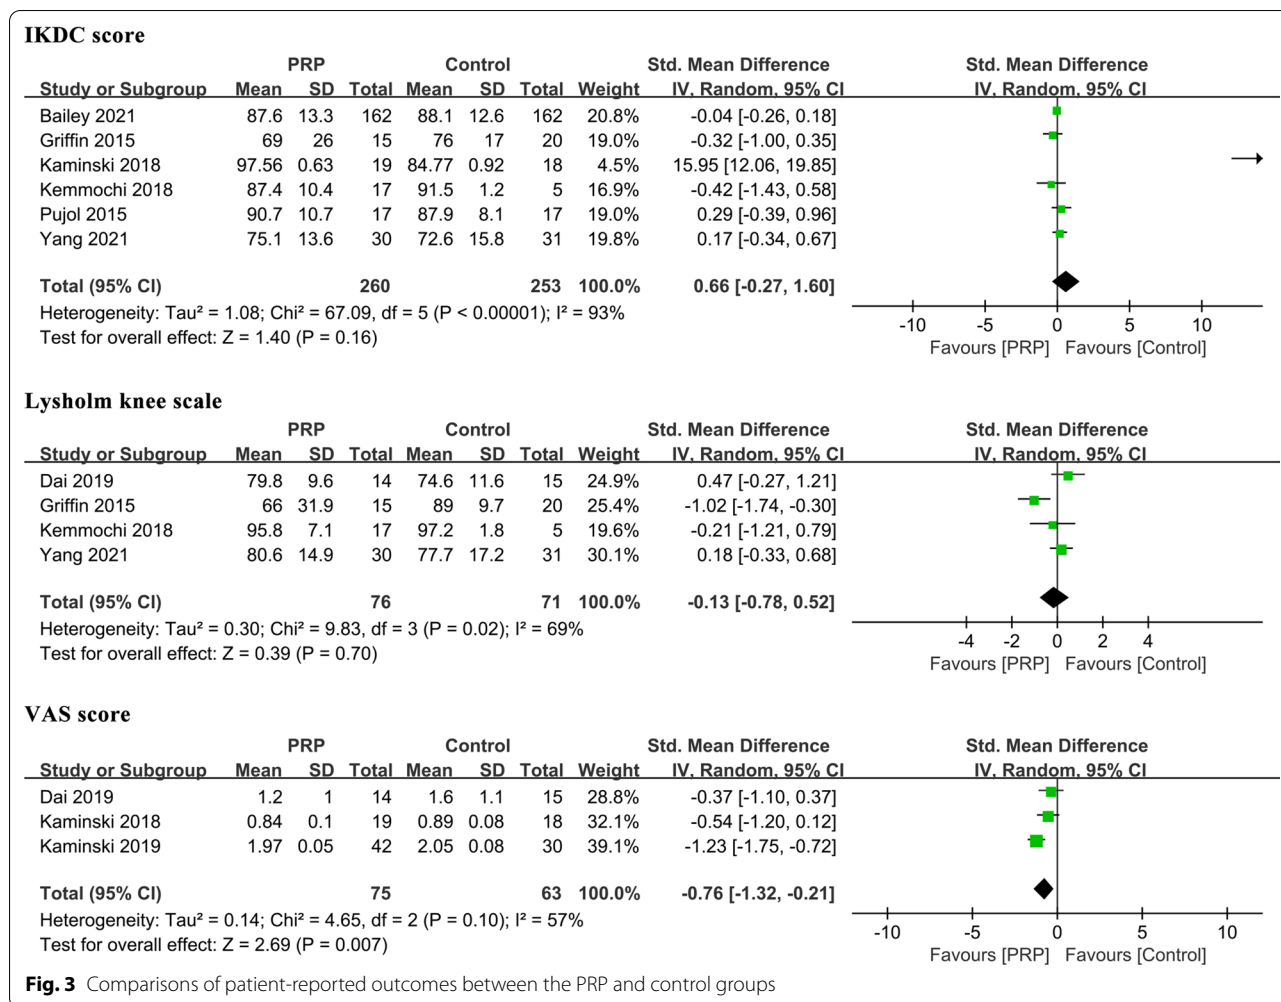 IKDC score
PRP Control Std. Mean Difference Std. Mean Difference
Study or Subgroup Mean SD Total Mean SD Total Weight IV, Random, 95% CI IV, Random, 95% CI
Bailey 2021 87.6 13.3 162 88.1 12.6 162 20.8% -0.04 [-0.26, 0.18]
Griffin 2015 69 26 15 76 17 20 19.0% -0.32 [-1.00, 0.35]
Kaminski 2018 97.56 0.63 19 84.77 0.92 18 4.5% 15.95 [12.06, 19.85]
Kemmochi 2018 87.4 10.4 17 91.5 1.2 5 16.9% -0.42 [-1.43, 0.58]
Pujol 2015 90.7 10.7 17 87.9 8.1 17 19.0% 0.29 [-0.39, 0.96]
Yang 2021 75.1 13.6 30 72.6 15.8 31 19.8% 0.17 [-0.34, 0.67]
Total (95% CI) 260 253 100.0% 0.66 [-0.27, 1.60]
Heterogeneity: Tau² = 1.08; Chi² = 67.09, df = 5 (P < 0.00001); I² = 93%
Test for overall effect: Z = 1.40 (P = 0.16)
-10 -5 0 5 10
Favours [PRP] Favours [Control]
Lysholm knee scale
PRP Control Std. Mean Difference Std. Mean Difference
Study or Subgroup Mean SD Total Mean SD Total Weight IV, Random, 95% CI IV, Random, 95% CI
Dai 2019 79.8 9.6 14 74.6 11.6 15 24.9% 0.47 [-0.27, 1.21]
Griffin 2015 66 31.9 15 89 9.7 20 25.4% -1.02 [-1.74, -0.30]
Kemmochi 2018 95.8 7.1 17 97.2 1.8 5 19.6% -0.21 [-1.21, 0.79]
Yang 2021 80.6 14.9 30 77.7 17.2 31 30.1% 0.18 [-0.33, 0.68]
Total (95% CI) 76 71 100.0% -0.13 [-0.78, 0.52]
Heterogeneity: Tau² = 0.30; Chi² = 9.83, df = 3 (P = 0.02); I² = 69%
Test for overall effect: Z = 0.39 (P = 0.70)
-4 -2 0 2 4
Favours [PRP] Favours [Control]
VAS score
PRP Control Std. Mean Difference Std. Mean Difference
Study or Subgroup Mean SD Total Mean SD Total Weight IV, Random, 95% CI IV, Random, 95% CI
Dai 2019 1.2 1 14 1.6 1.1 15 28.8% -0.37 [-1.10, 0.37]
Kaminski 2018 0.84 0.1 19 0.89 0.08 18 32.1% -0.54 [-1.20, 0.12]
Kaminski 2019 1.97 0.05 42 2.05 0.08 30 39.1% -1.23 [-1.75, -0.72]
Total (95% CI) 75 63 100.0% -0.76 [-1.32, -0.21]
Heterogeneity: Tau² = 0.14; Chi² = 4.65, df = 2 (P = 0.10); I² = 57%
Test for overall effect: Z = 2.69 (P = 0.007)
-10 -5 0 5 10
Favours [PRP] Favours [Control]
Fig. 3 Comparisons of patient-reported outcomes between the PRP and control groups